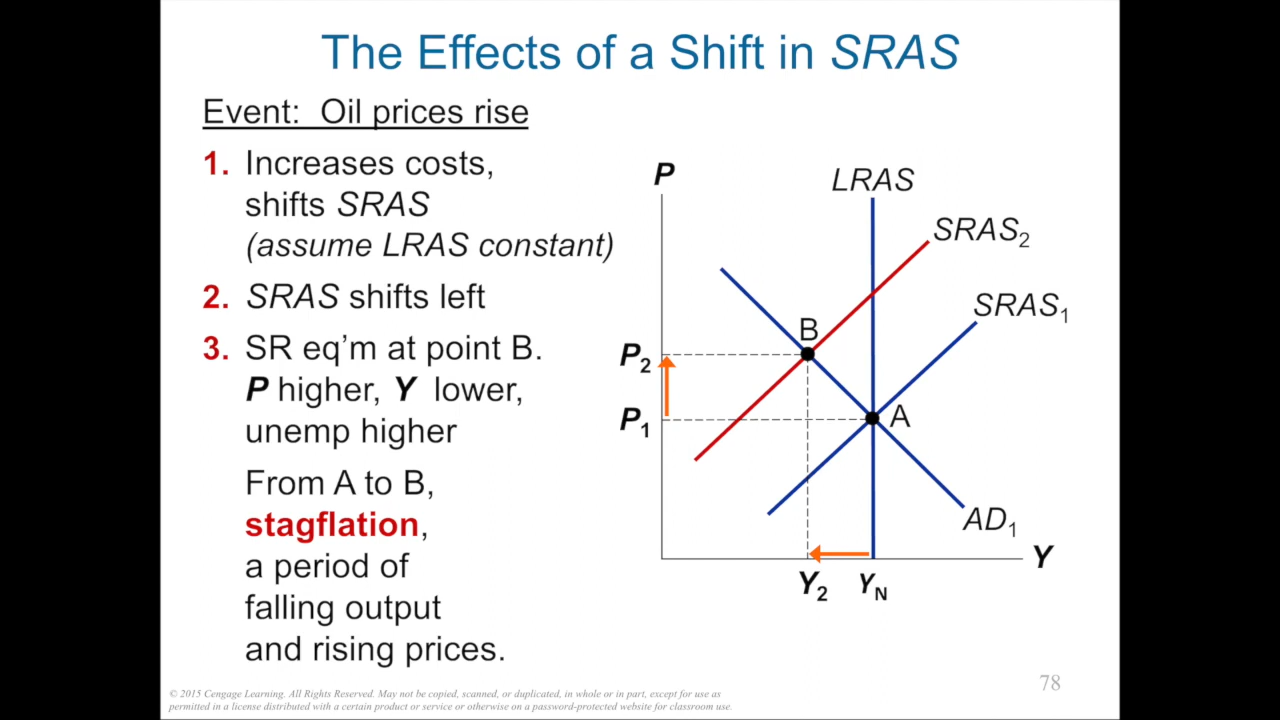 The Effects of a Shift in SRAS
Event: Oil prices rise
1. Increases costs,
shifts SRAS
(assume LRAS constant)
2. SRAS shifts left
3. SR eq’m at point B.
P higher, Y lower,
unemp higher
From A to B,
stagflation,
a period of
falling output
and rising prices.
P
LRAS
SRAS₂
SRAS₁
B
P₂
A
P₁
AD₁
Y
Y₂
Yɴ
78
© 2015 Cengage Learning. All Rights Reserved. May not be copied, scanned, or duplicated, in whole or in part, except for use as
permitted in a license distributed with a certain product or service or otherwise on a password-protected website for classroom use.